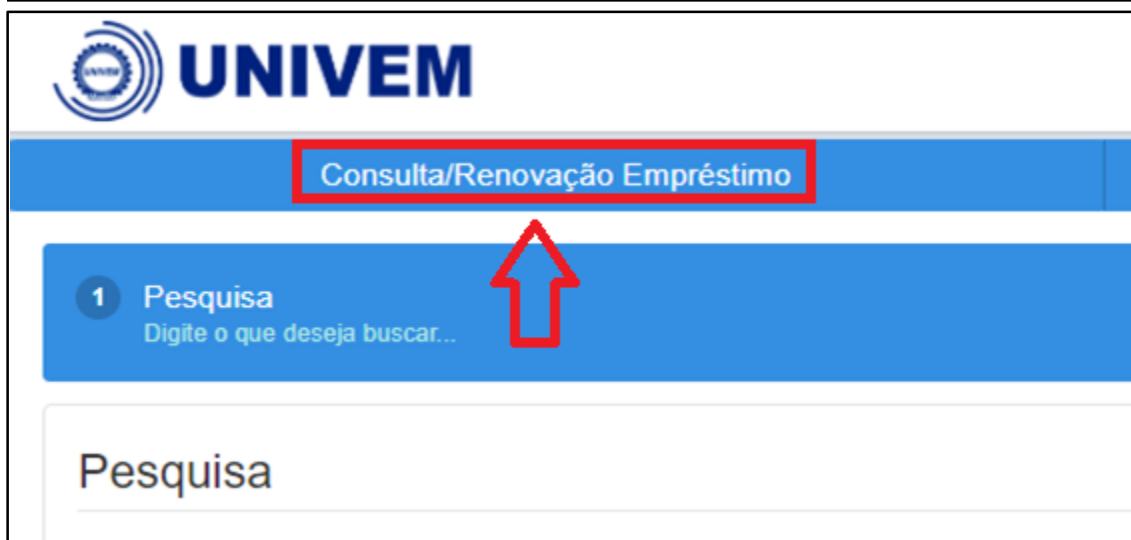 UNIVEM
Consulta/Renovação Empréstimo
1 Pesquisa
Digite o que deseja buscar...
Pesquisa